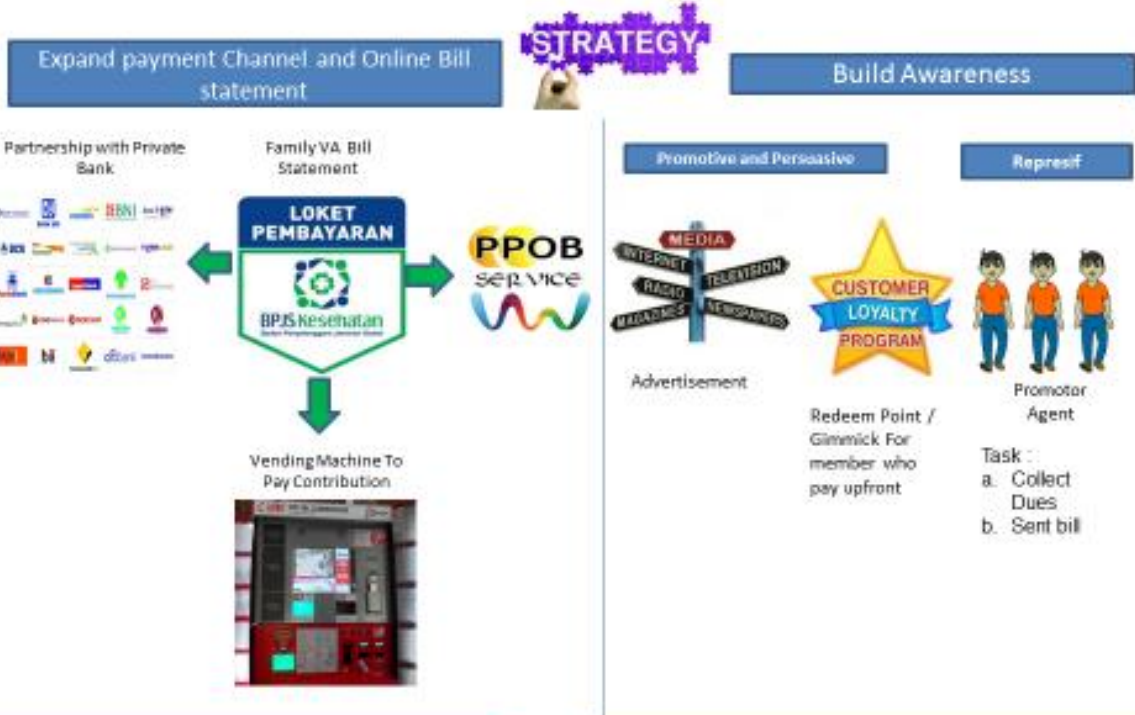 STRATEGY
Expand payment Channel and Online Bill
statement
Build Awareness
Partnership with Private
Bank
Family VA Bill
Statement
BNI
bii
LOKET
PEMBAYARAN
BPJS Kesehatan
PPOB
SERVICE
Vending Machine To
Pay Contribution
Promotive and Persuasive
Represif
MEDIA
INTERNET
TELEVISION
RADIO
MAGAZINES
NEWSPAPERS
Advertisement
CUSTOMER
LOYALTY
PROGRAM
Redeem Point /
Gimmick For
member who
pay upfront
Promotor
Agent
Task :
a. Collect
Dues
b. Sent bill